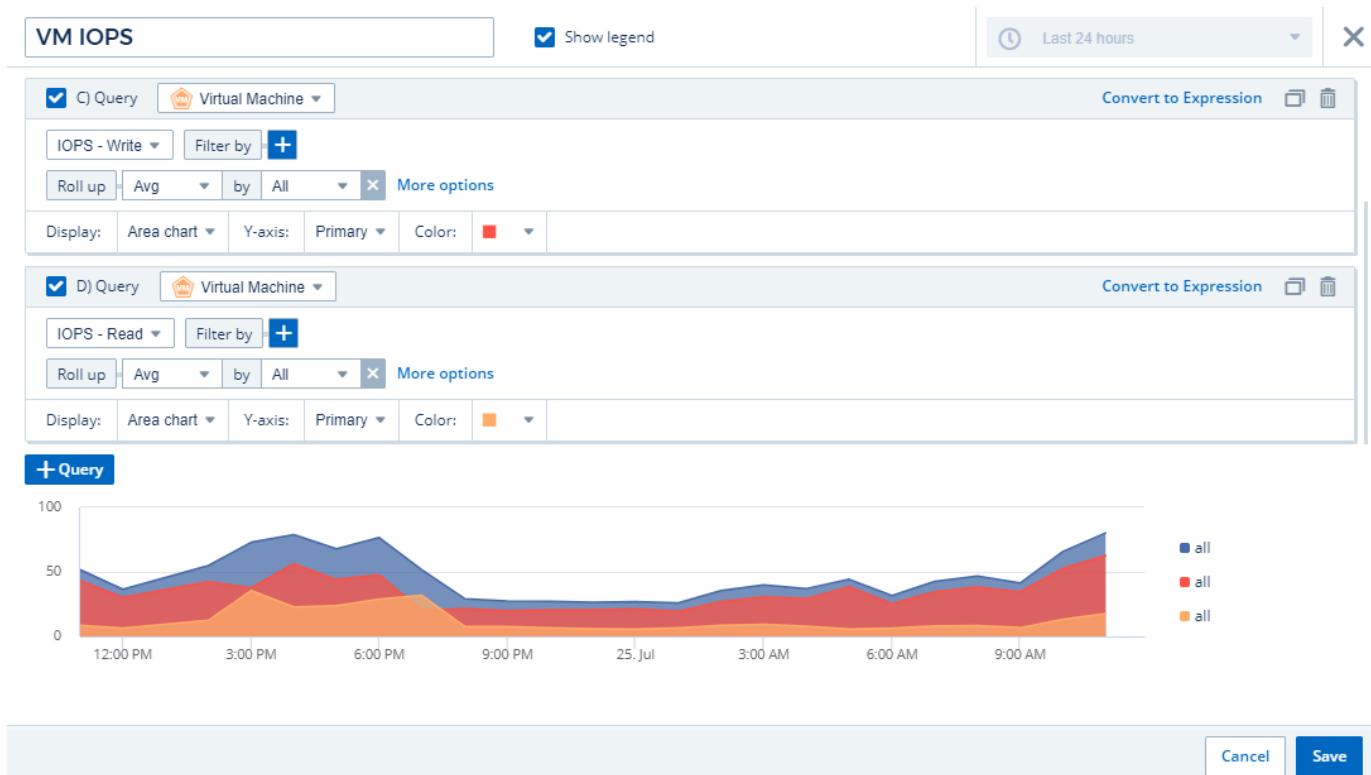 VM IOPS Show legend Last 24 hours
C) Query VM Virtual Machine Convert to Expression
IOPS - Write Filter by
Roll up Avg by All More options
Display: Area chart Y-axis: Primary Color:
D) Query VM Virtual Machine Convert to Expression
IOPS - Read Filter by
Roll up Avg by All More options
Display: Area chart Y-axis: Primary Color:
+ Query
100
50
0
12:00 PM 3:00 PM 6:00 PM 9:00 PM 25. Jul 3:00 AM 6:00 AM 9:00 AM
all
all
all
Cancel Save